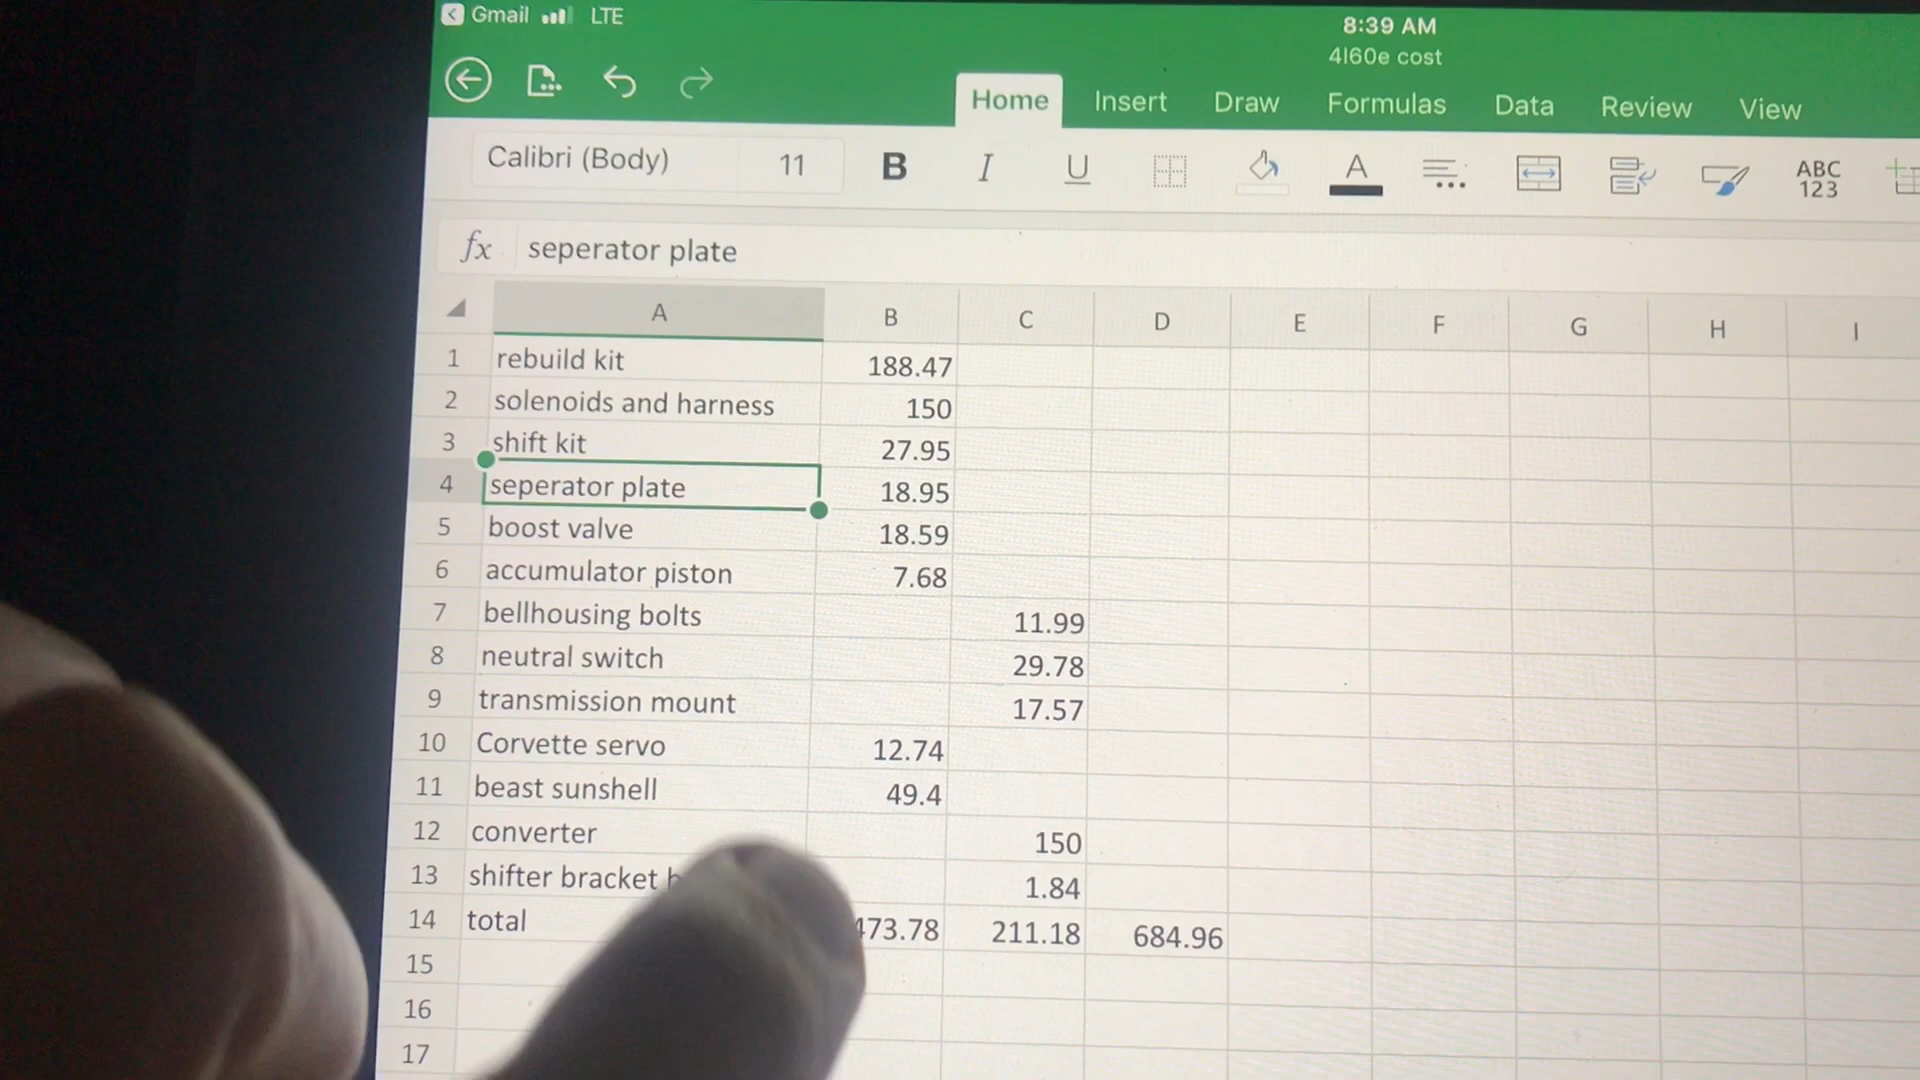 Gmail LTE
8:39 AM
4l60e cost
Home Insert Draw Formulas Data Review View
Calibri (Body) 11 B I U A ABC 123
fx seperator plate
A B C D E F G H I
1 rebuild kit 188.47
2 solenoids and harness 150
3 shift kit 27.95
4 seperator plate 18.95
5 boost valve 18.59
6 accumulator piston 7.68
7 bellhousing bolts 11.99
8 neutral switch 29.78
9 transmission mount 17.57
10 Corvette servo 12.74
11 beast sunshell 49.4
12 converter 150
13 shifter bracket 1.84
14 total 473.78 211.18 684.96
15
16
17